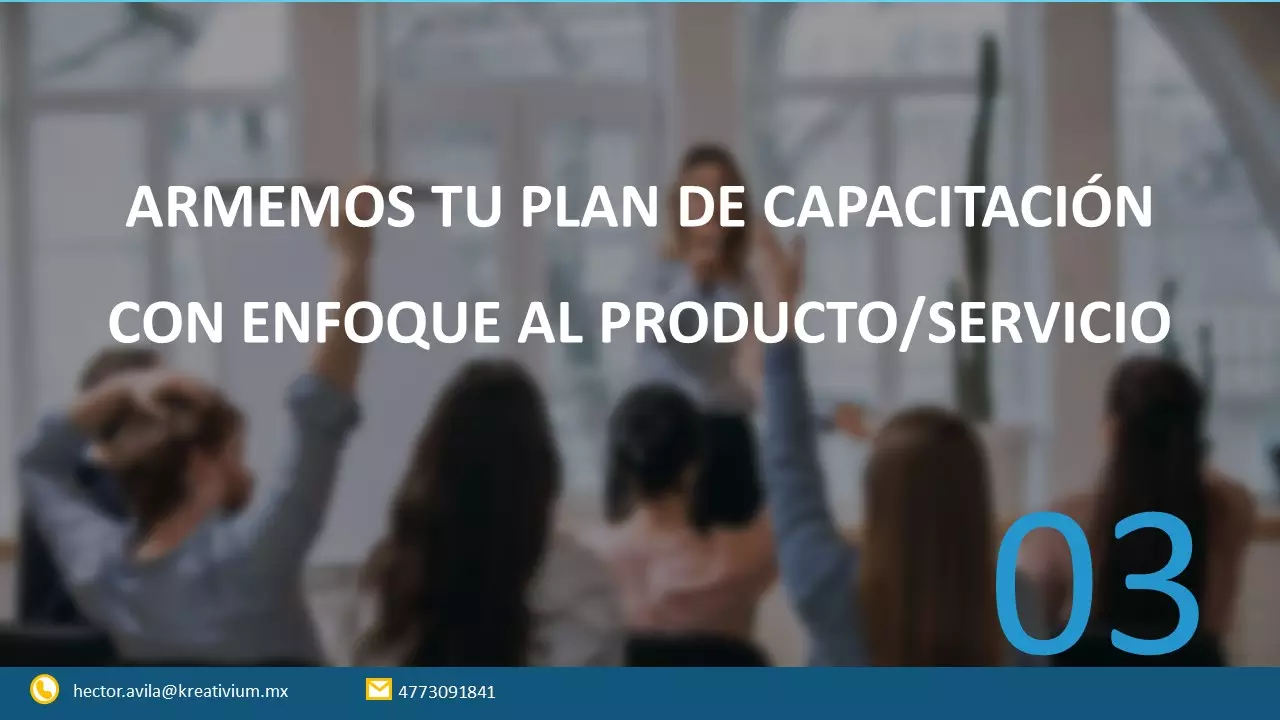 ARMEMOS TU PLAN DE CAPACITACIÓN
CON ENFOQUE AL PRODUCTO/SERVICIO
03
hector.avila@kreativium.mx
4773091841